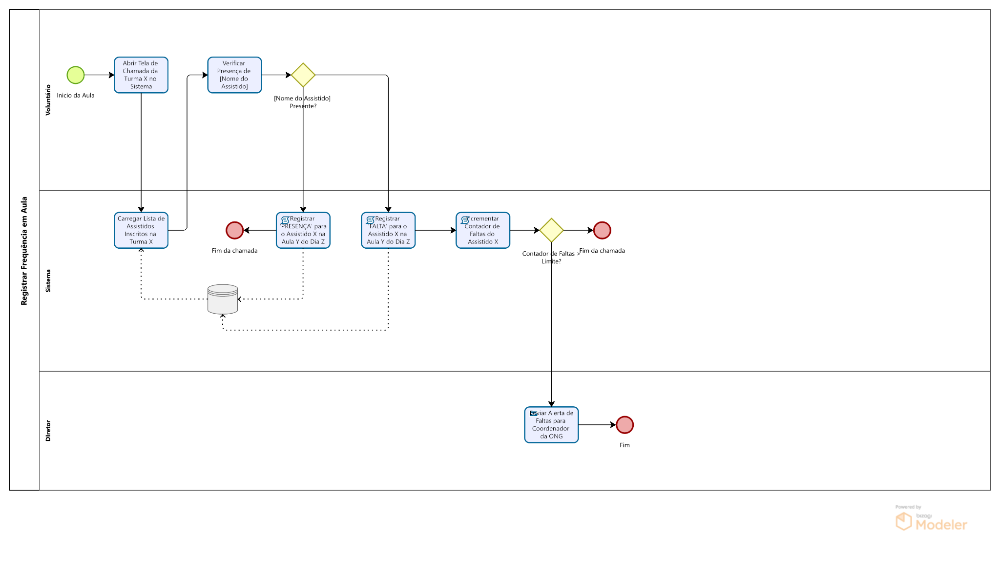 Registrar Frequência em Aula
Voluntário
Inicio da Aula
Abrir Tela de
Chamada da
Turma X no
Sistema
Verificar
Presença de
[Nome do
Assistido]
[Nome do Assistido]
Presente?
Sistema
Carregar Lista de
Assistidos
Inscritos na
Turma X
Fim da chamada
Registrar
'PRESENÇA' para
o Assistido X na
Aula Y do Dia Z
Registrar
'FALTA' para o
Assistido X na
Aula Y do Dia Z
Incrementar
Contador de
Faltas do
Assistido X
Contador de Faltas >
Limite?
Fim da chamada
DIretor
Enviar Alerta de
Faltas para
Coordenador
da ONG
Fim
Powered by
bizagi
Modeler